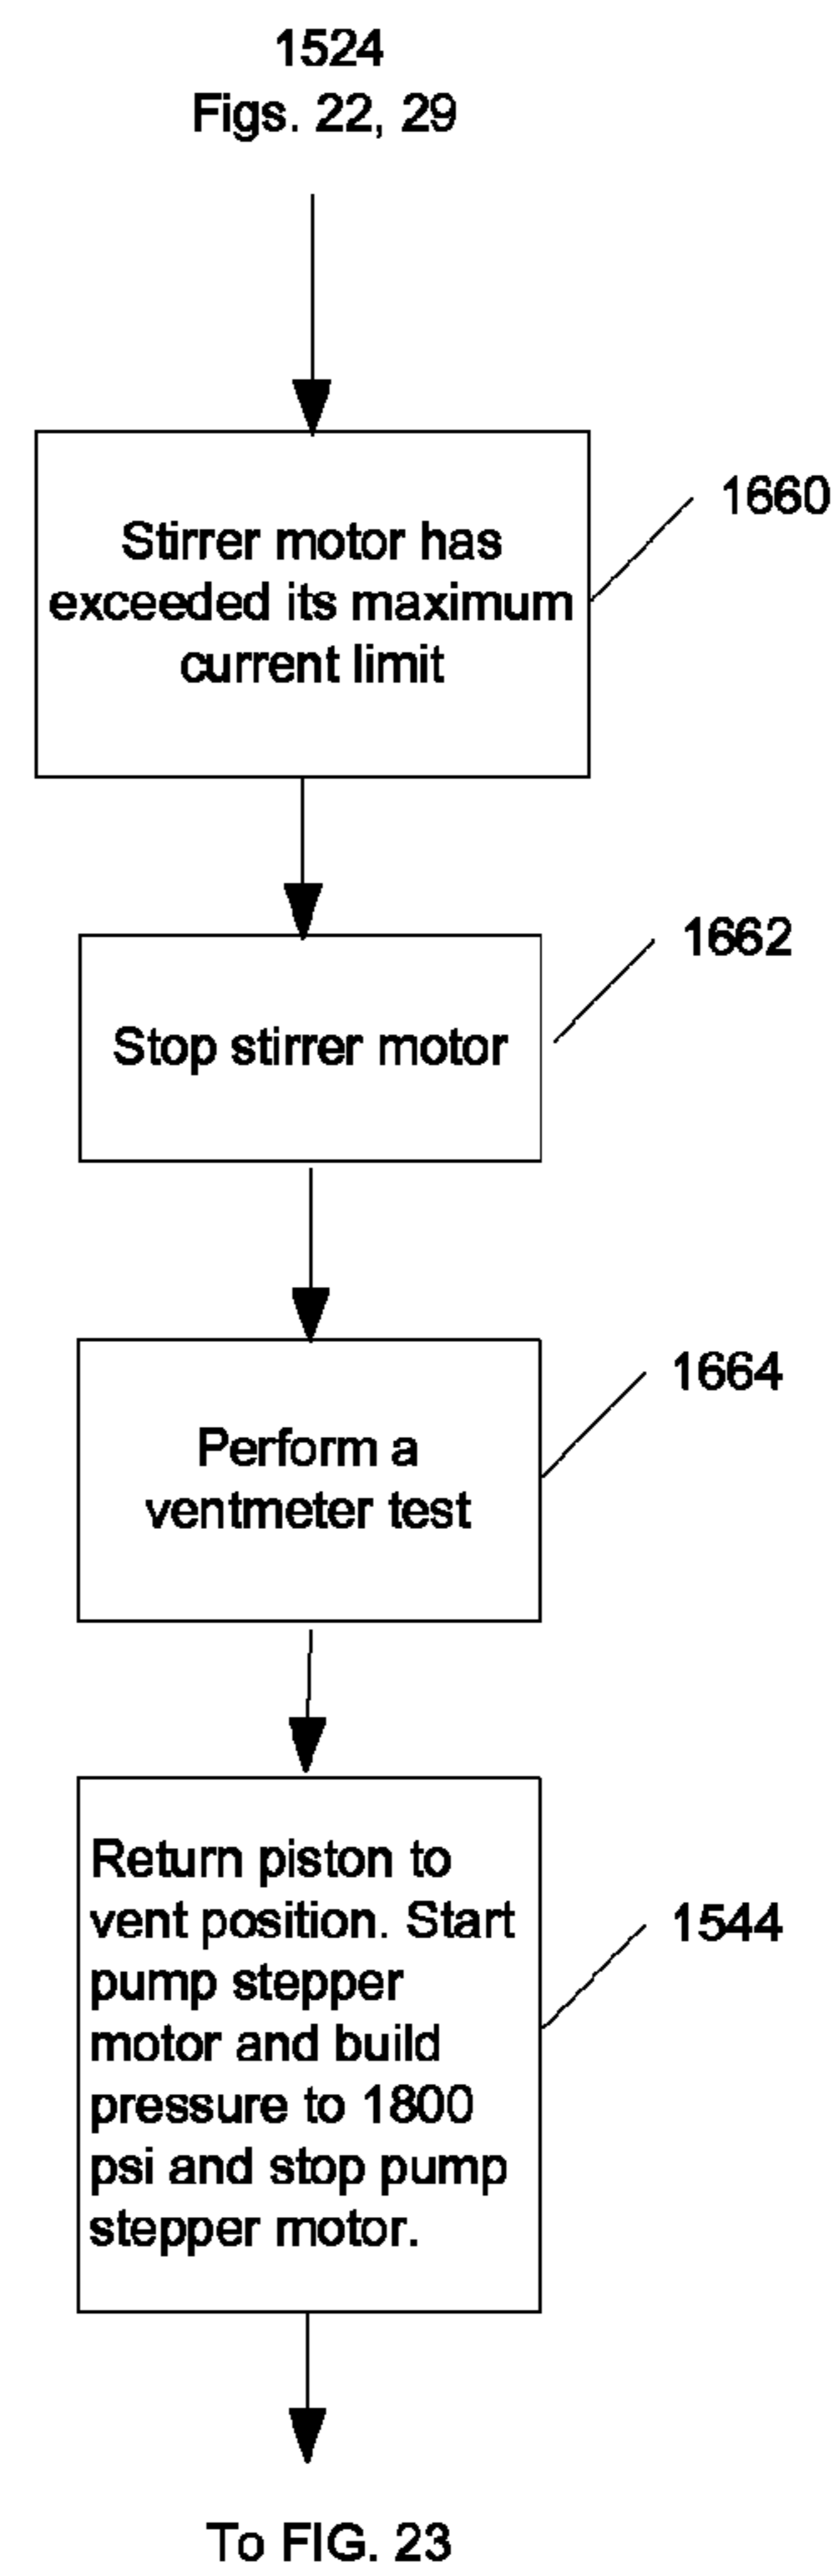 1524
Figs. 22, 29
1660
Stirrer motor has
exceeded its maximum
current limit
1662
Stop stirrer motor
1664
Perform a
ventmeter test
Return piston to
vent position. Start
1544
pump stepper
motor and build
pressure to 1800
psi and stop pump
stepper motor.
To FIG. 23